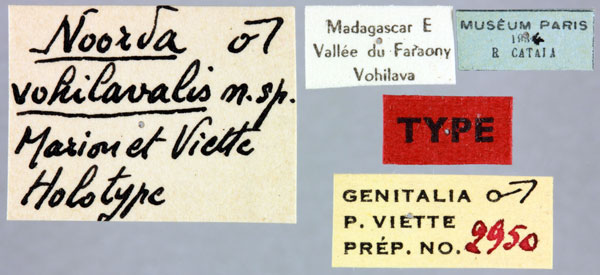 Noorda ♂
vohilavalis n.sp.
Marion et Viette
Holotype
Madagascar E
Vallée du Faraony
Vohilava
MUSÉUM PARIS
R CATALA
TYPE
GENITALIA ♂
P. VIETTE
PRÉP. NO. 2950